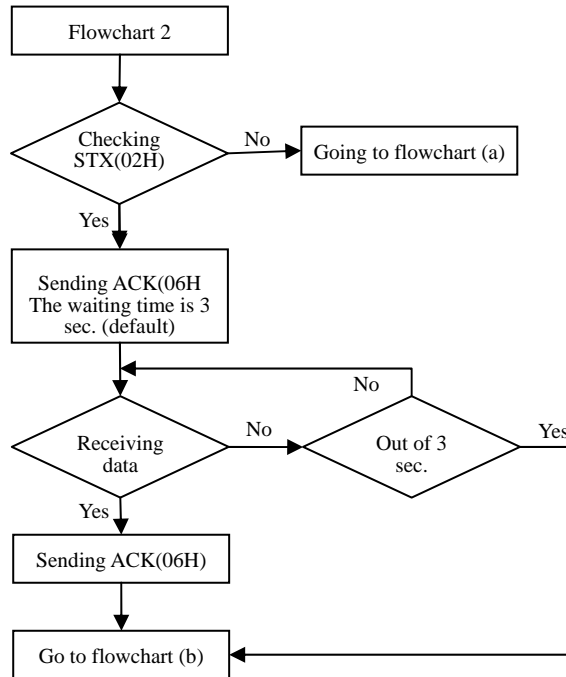 Flowchart 2
Checking
STX(02H)
No
Going to flowchart (a)
Yes
Sending ACK(06H
The waiting time is 3
sec. (default)
No
Receiving
data
No
Out of 3
sec.
Yes
Yes
Sending ACK(06H)
Go to flowchart (b)